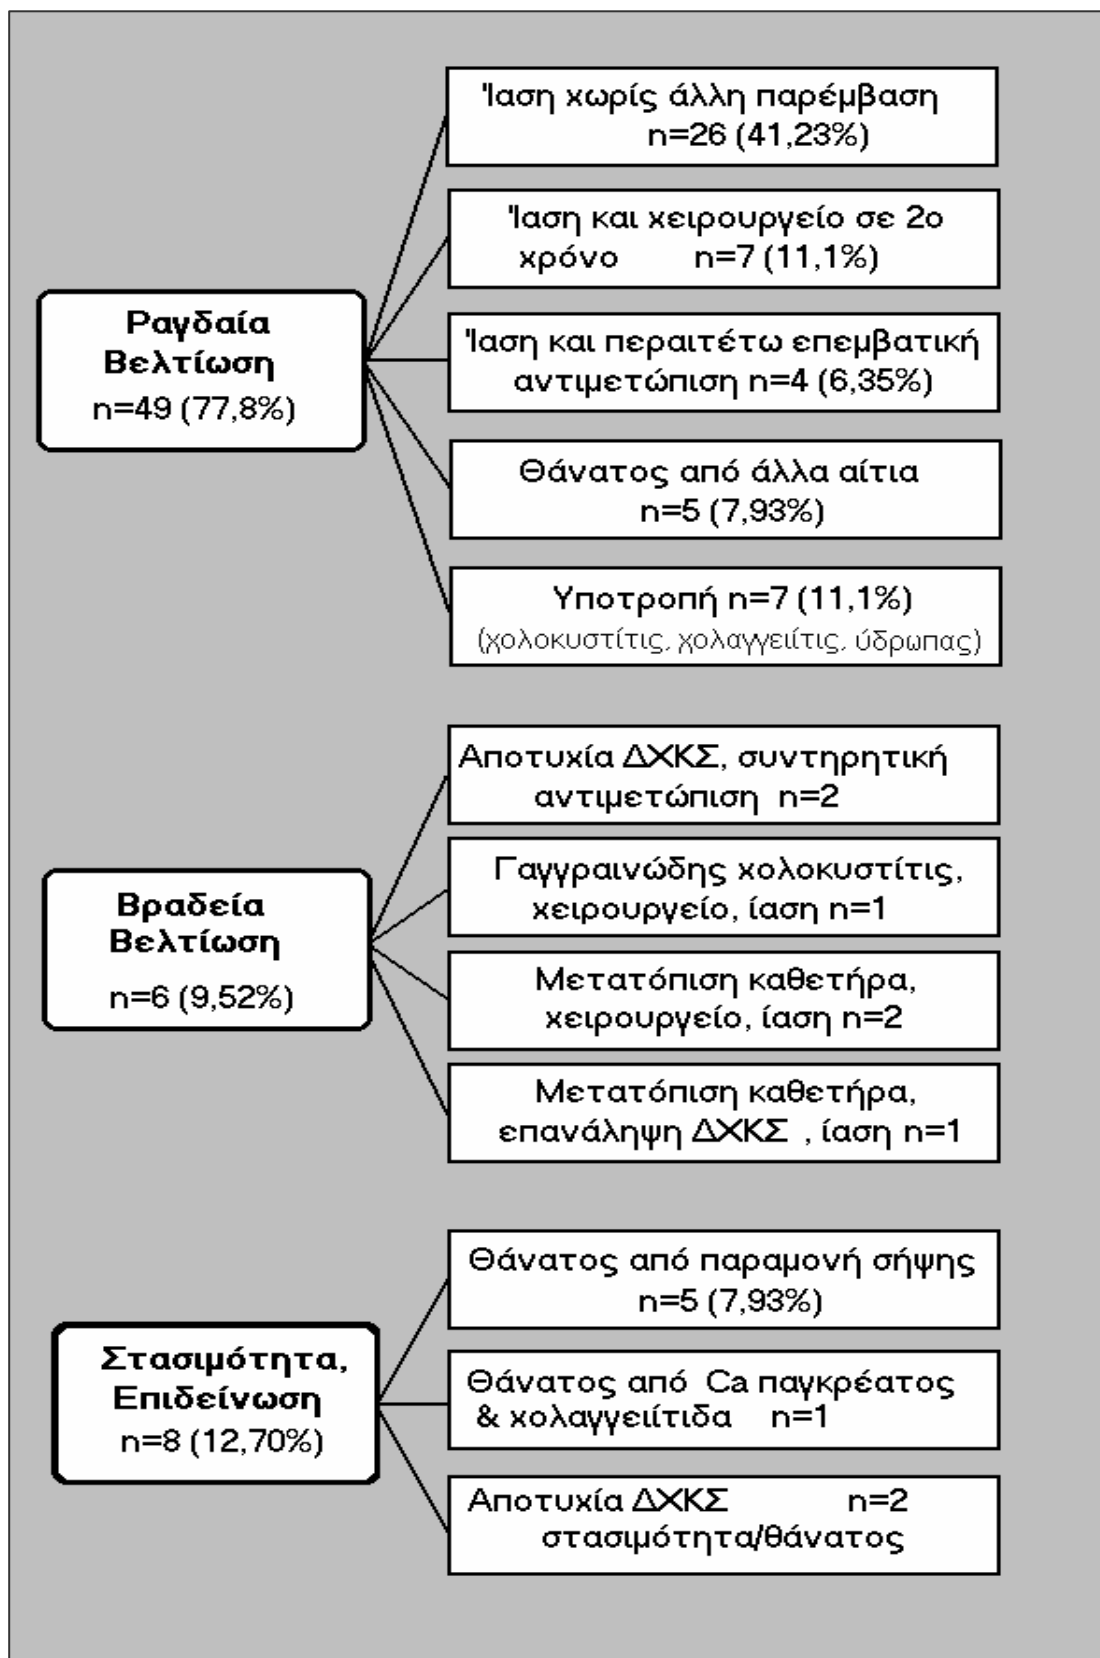 Ίαση χωρίς άλλη παρέμβαση
n=26 (41,23%)
Ίαση και χειρουργείο σε 2ο
χρόνο n=7 (11,1%)
Ραγδαία
Βελτίωση
n=49 (77,8%)
Ίαση και περαιτέτω επεμβατική
αντιμετώπιση n=4 (6,35%)
Θάνατος από άλλα αίτια
n=5 (7,93%)
Υποτροπή n=7 (11,1%)
(χολοκυστίτις, χολαγγειίτις, ύδρωπας)
Αποτυχία ΔΧΚΣ, συντηρητική
αντιμετώπιση n=2
Γαγγραινώδης χολοκυστίτις,
χειρουργείο, ίαση n=1
Βραδεία
Βελτίωση
n=6 (9,52%)
Μετατόπιση καθετήρα,
χειρουργείο, ίαση n=2
Μετατόπιση καθετήρα,
επανάληψη ΔΧΚΣ , ίαση n=1
Θάνατος από παραμονή σήψης
n=5 (7,93%)
Στασιμότητα,
Επιδείνωση
n=8 (12,70%)
Θάνατος από Ca παγκρέατος
& χολαγγειίτιδα n=1
Αποτυχία ΔΧΚΣ n=2
στασιμότητα/θάνατος